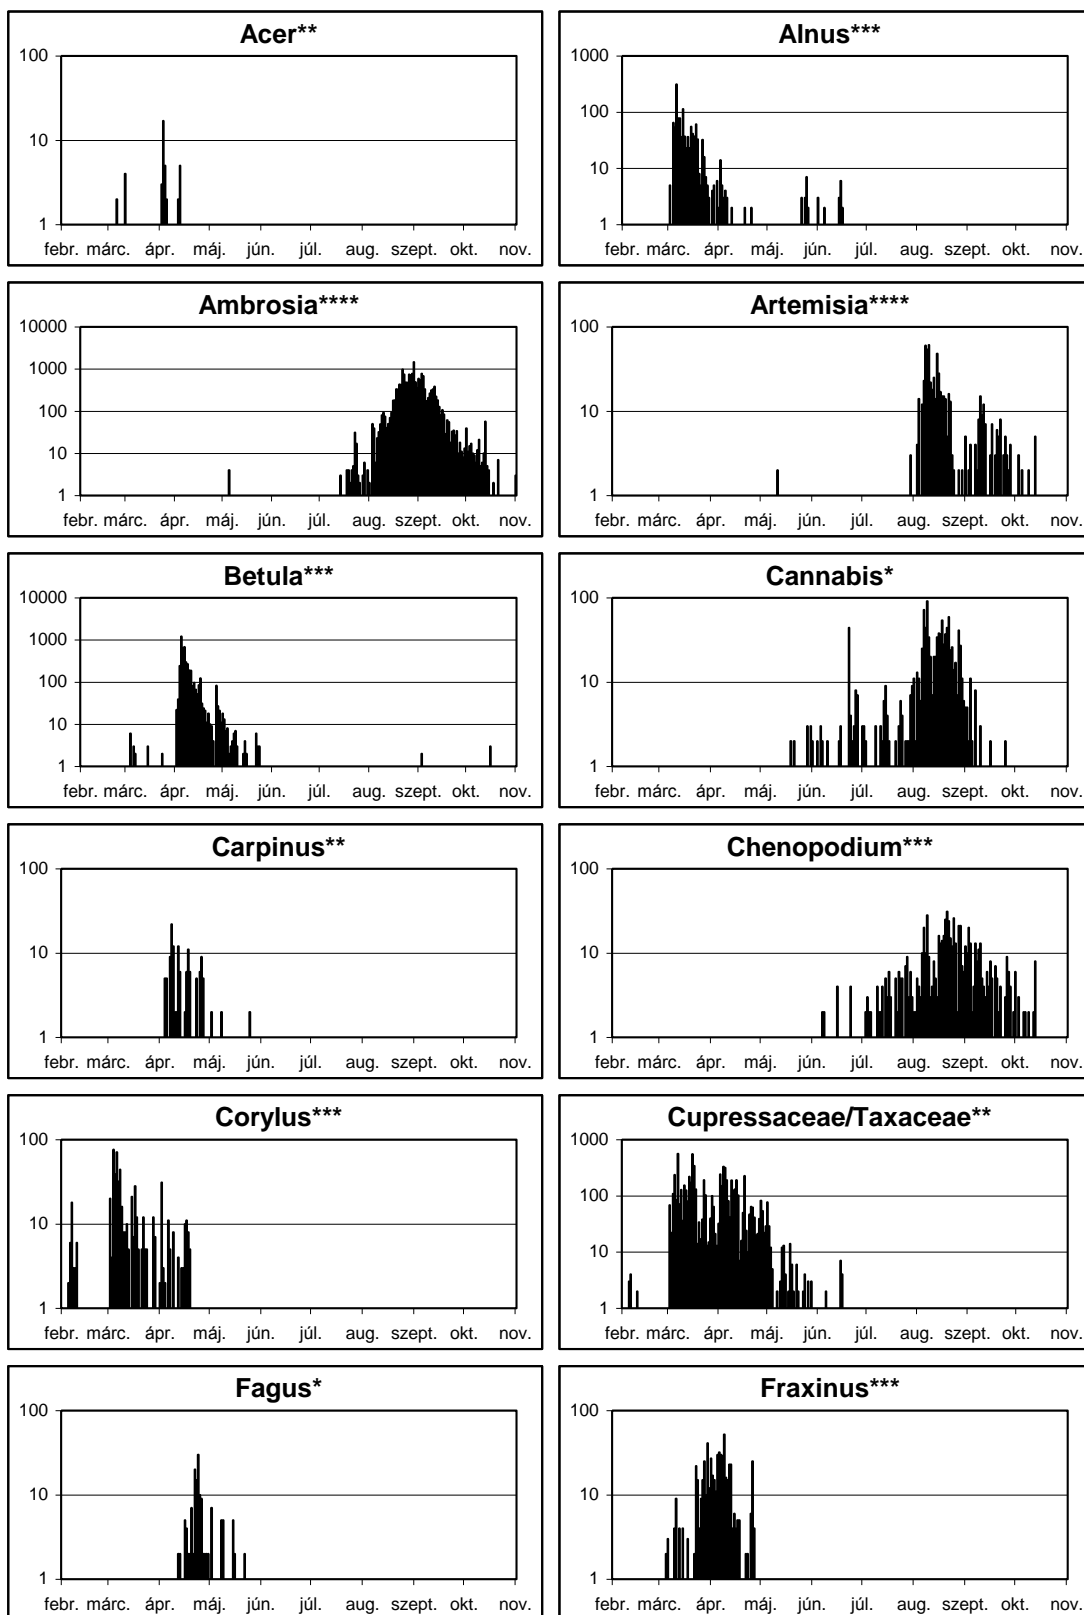 Acer**
100
10
1
febr. márc. ápr. máj. jún. júl. aug. szept. okt. nov.
Alnus***
1000
100
10
1
febr. márc. ápr. máj. jún. júl. aug. szept. okt. nov.
Ambrosia****
10000
1000
100
10
1
febr. márc. ápr. máj. jún. júl. aug. szept. okt. nov.
Artemisia****
100
10
1
febr. márc. ápr. máj. jún. júl. aug. szept. okt. nov.
Betula***
10000
1000
100
10
1
febr. márc. ápr. máj. jún. júl. aug. szept. okt. nov.
Cannabis*
100
10
1
febr. márc. ápr. máj. jún. júl. aug. szept. okt. nov.
Carpinus**
100
10
1
febr. márc. ápr. máj. jún. júl. aug. szept. okt. nov.
Chenopodium***
100
10
1
febr. márc. ápr. máj. jún. júl. aug. szept. okt. nov.
Corylus***
100
10
1
febr. márc. ápr. máj. jún. júl. aug. szept. okt. nov.
Cupressaceae/Taxaceae**
1000
100
10
1
febr. márc. ápr. máj. jún. júl. aug. szept. okt. nov.
Fagus*
100
10
1
febr. márc. ápr. máj. jún. júl. aug. szept. okt. nov.
Fraxinus***
100
10
1
febr. márc. ápr. máj. jún. júl. aug. szept. okt. nov.